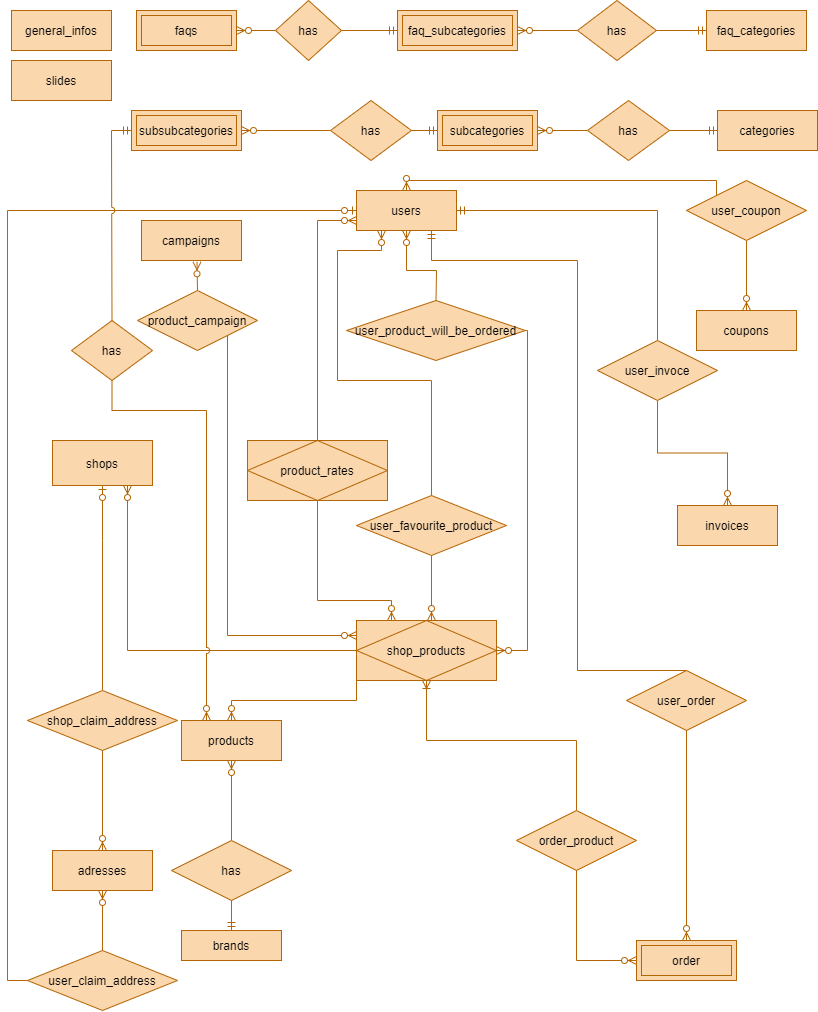 general_infos
faqs
has
faq_subcategories
has
faq_categories
slides
subsubcategories
has
subcategories
has
categories
users
user_coupon
campaigns
product_campaign
user_product_will_be_ordered
coupons
has
user_invoce
shops
product_rates
user_favourite_product
invoices
shop_products
user_order
shop_claim_address
products
order_product
adresses
has
brands
order
user_claim_address